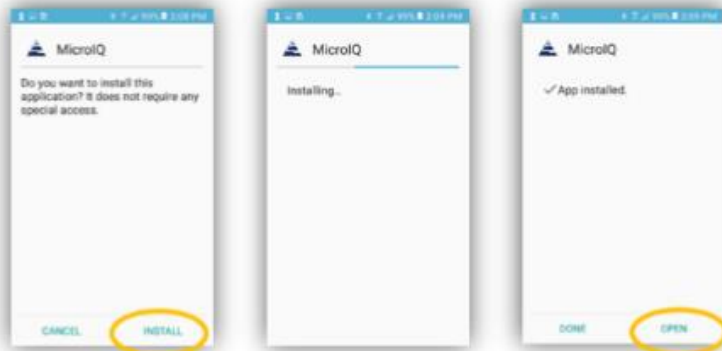 MicroIQ
Do you want to install this
application? It does not require any
special access.
CANCEL
INSTALL
MicroIQ
Installing...
MicroIQ
✓App installed.
DONE
OPEN